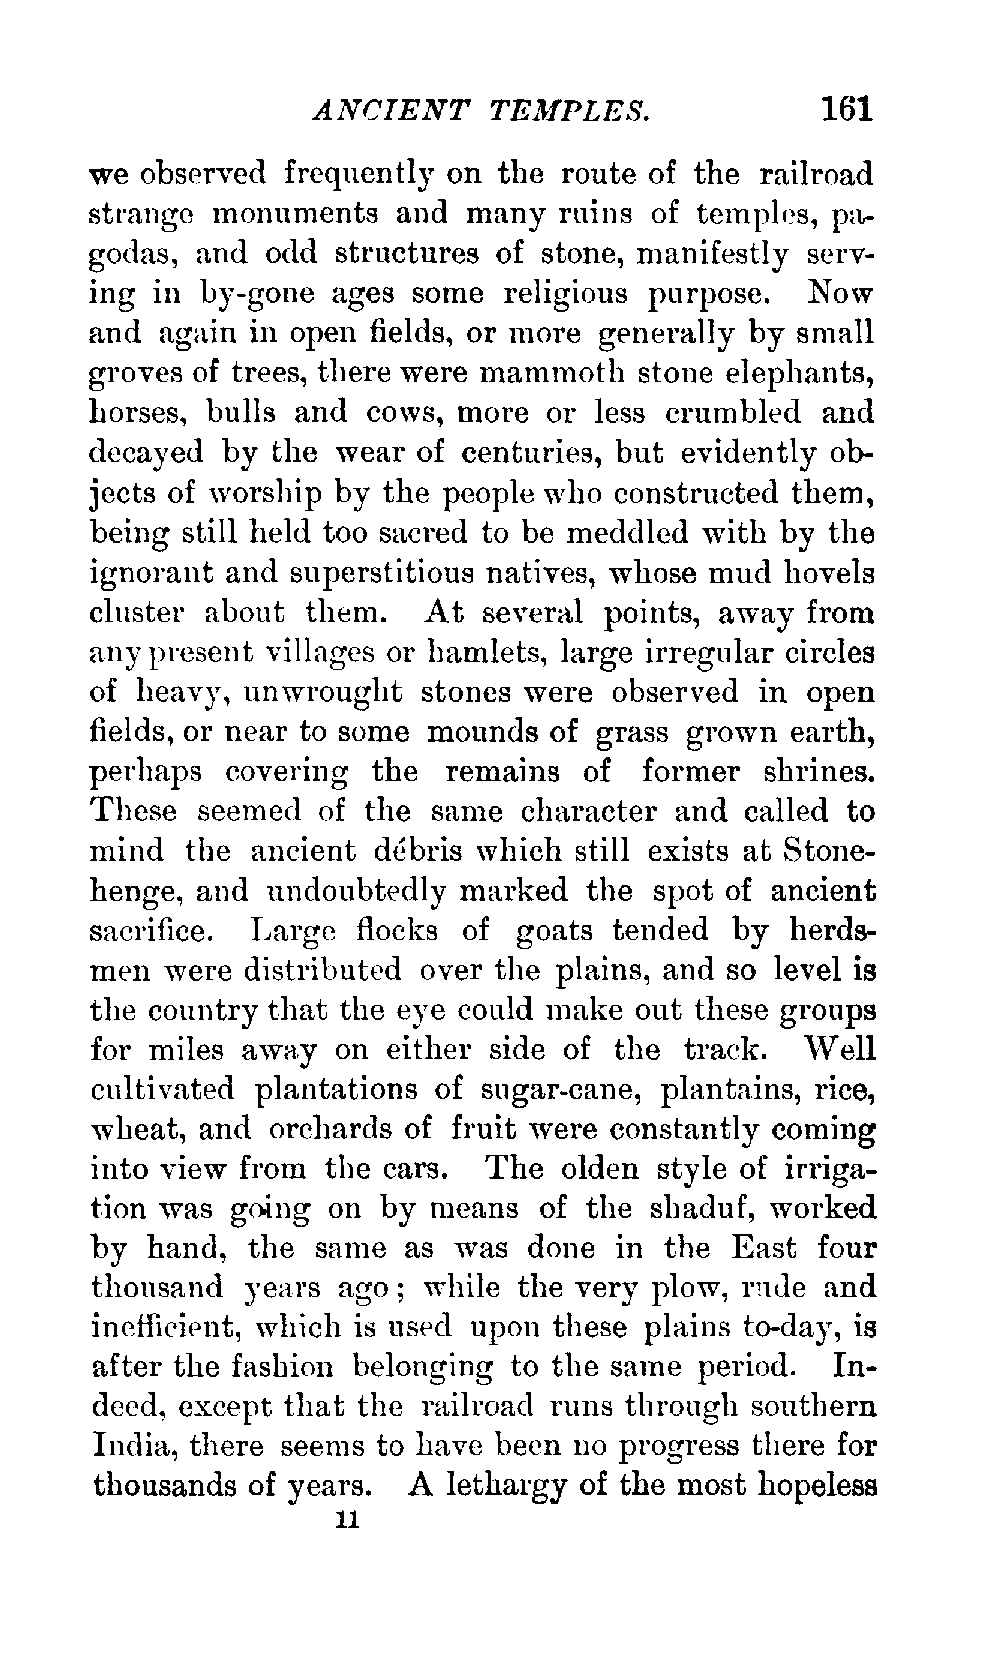 ANCIENT TEMPLES. 161
we observed frequently on the route of the railroad
strange monuments and many ruins of temples, pa-
godas, and odd structures of stone, manifestly serv-
ing in by-gone ages some religious purpose. Now
and again in open fields, or more generally by small
groves of trees, there were mammoth stone elephants,
horses, bulls and cows, more or less crumbled and
decayed by the wear of centuries, but evidently ob-
jects of worship by the people who constructed them,
being still held too sacred to be meddled with by the
ignorant and superstitious natives, whose mud hovels
cluster about them. At several points, away from
any present villages or hamlets, large irregular circles
of heavy, unwrought stones were observed in open
fields, or near to some mounds of grass grown earth,
perhaps covering the remains of former shrines.
These seemed of the same character and called to
mind the ancient débris which still exists at Stone-
henge, and undoubtedly marked the spot of ancient
sacrifice. Large flocks of goats tended by herds-
men were distributed over the plains, and so level is
the country that the eye could make out these groups
for miles away on either side of the track. Well
cultivated plantations of sugar-cane, plantains, rice,
wheat, and orchards of fruit were constantly coming
into view from the cars. The olden style of irriga-
tion was going on by means of the shaduf, worked
by hand, the same as was done in the East four
thousand years ago; while the very plow, rude and
inefficient, which is used upon these plains to-day, is
after the fashion belonging to the same period. In-
deed, except that the railroad runs through southern
India, there seems to have been no progress there for
thousands of years. A lethargy of the most hopeless
11